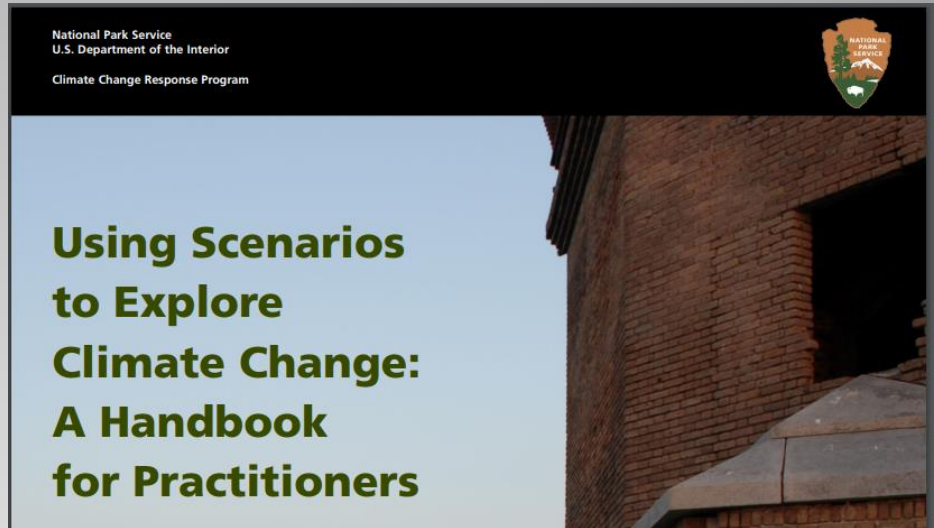 National Park Service
U.S. Department of the Interior
Climate Change Response Program
NATIONAL
PARK
SERVICE
Using Scenarios
to Explore
Climate Change:
A Handbook
for Practitioners